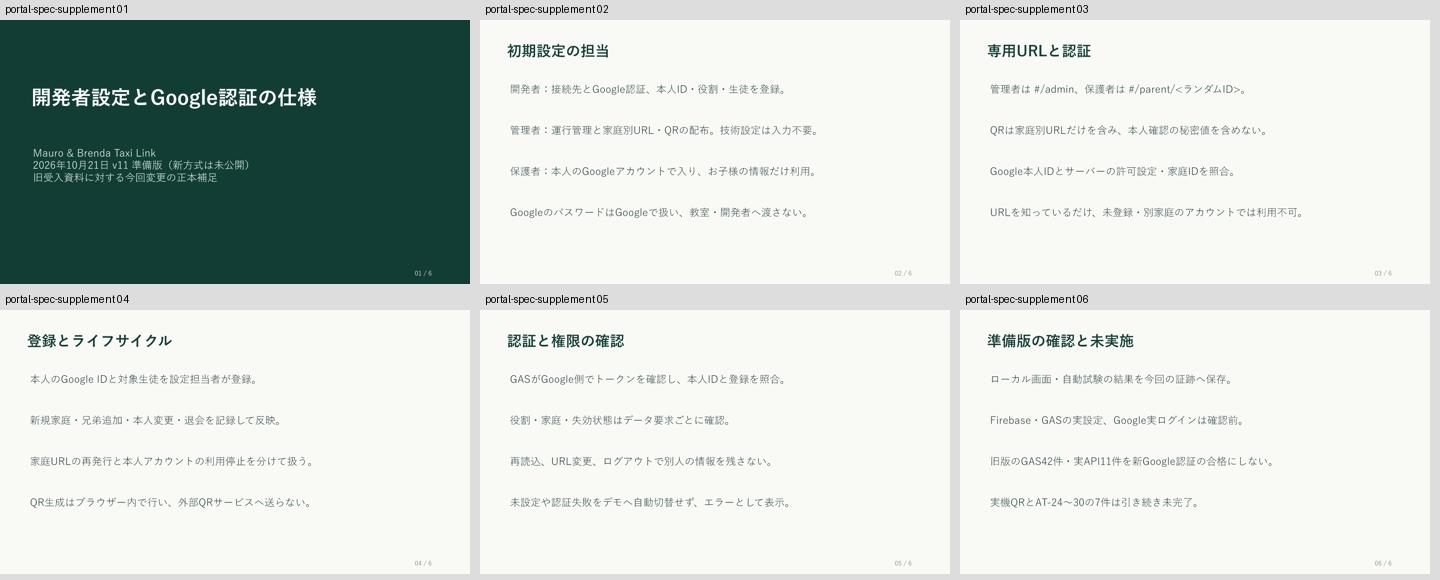 portal-spec-supplement01
開発者設定とGoogle認証の仕様
Mauro & Brenda Taxi Link
2026年10月21日 v11 準備版（新方式は未公開）
旧受入資料に対する今回変更の正本補足
01 / 6
portal-spec-supplement02
初期設定の担当
開発者：接続先とGoogle認証、本人ID・役割・生徒を登録。
管理者：運行管理と家庭別URL・QRの配布。技術設定は入力不要。
保護者：本人のGoogleアカウントで入り、お子様の情報だけ利用。
GoogleのパスワードはGoogleで扱い、教室・開発者へ渡さない。
02 / 6
portal-spec-supplement03
専用URLと認証
管理者は #/admin、保護者は #/parent/<ランダムID>。
QRは家庭別URLだけを含み、本人確認の秘密値を含めない。
Google本人IDとサーバーの許可設定・家庭IDを照合。
URLを知っているだけ、未登録・別家庭のアカウントでは利用不可。
03 / 6
portal-spec-supplement04
登録とライフサイクル
本人のGoogle IDと対象生徒を設定担当者が登録。
新規家庭・兄弟追加・本人変更・退会を記録して反映。
家庭URLの再発行と本人アカウントの利用停止を分けて扱う。
QR生成はブラウザー内で行い、外部QRサービスへ送らない。
04 / 6
portal-spec-supplement05
認証と権限の確認
GASがGoogle側でトークンを確認し、本人IDと登録を照合。
役割・家庭・失効状態はデータ要求ごとに確認。
再読込、URL変更、ログアウトで別人の情報を残さない。
未設定や認証失敗をデモへ自動切替せず、エラーとして表示。
05 / 6
portal-spec-supplement06
準備版の確認と未実施
ローカル画面・自動試験の結果を今回の証跡へ保存。
Firebase・GASの実設定、Google実ログインは確認前。
旧版のGAS42件・実API11件を新Google認証の合格にしない。
実機QRとAT-24〜30の7件は引き続き未完了。
06 / 6